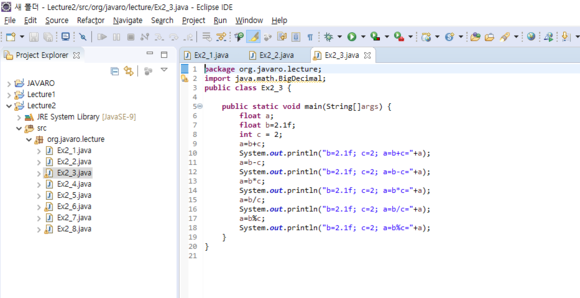 새 폴더 - Lecture2/src/org/javaro/lecture/Ex2_3.java - Eclipse IDE
File Edit Source Refactor Navigate Search Project Run Window Help
Project Explorer
Ex2_1.java Ex2_2.java Ex2_3.java
JAVARO
Lecture1
Lecture2
JRE System Library [JavaSE-9]
src
org.javaro.lecture
Ex2_1.java
Ex2_2.java
Ex2_3.java
Ex2_4.java
Ex2_5.java
Ex2_6.java
Ex2_7.java
Ex2_8.java
1 package org.javaro.lecture;
2 import java.math.BigDecimal;
3 public class Ex2_3 {
4
5 public static void main(String[]args) {
6 float a;
7 float b=2.1f;
8 int c = 2;
9 a=b+c;
10 System.out.println("b=2.1f; c=2; a=b+c="+a);
11 a=b-c;
12 System.out.println("b=2.1f; c=2; a=b-c="+a);
13 a=b*c;
14 System.out.println("b=2.1f; c=2; a=b*c="+a);
15 a=b/c;
16 System.out.println("b=2.1f; c=2; a=b/c="+a);
17 a=b%c;
18 System.out.println("b=2.1f; c=2; a=b%c="+a);
19 }
20 }
21